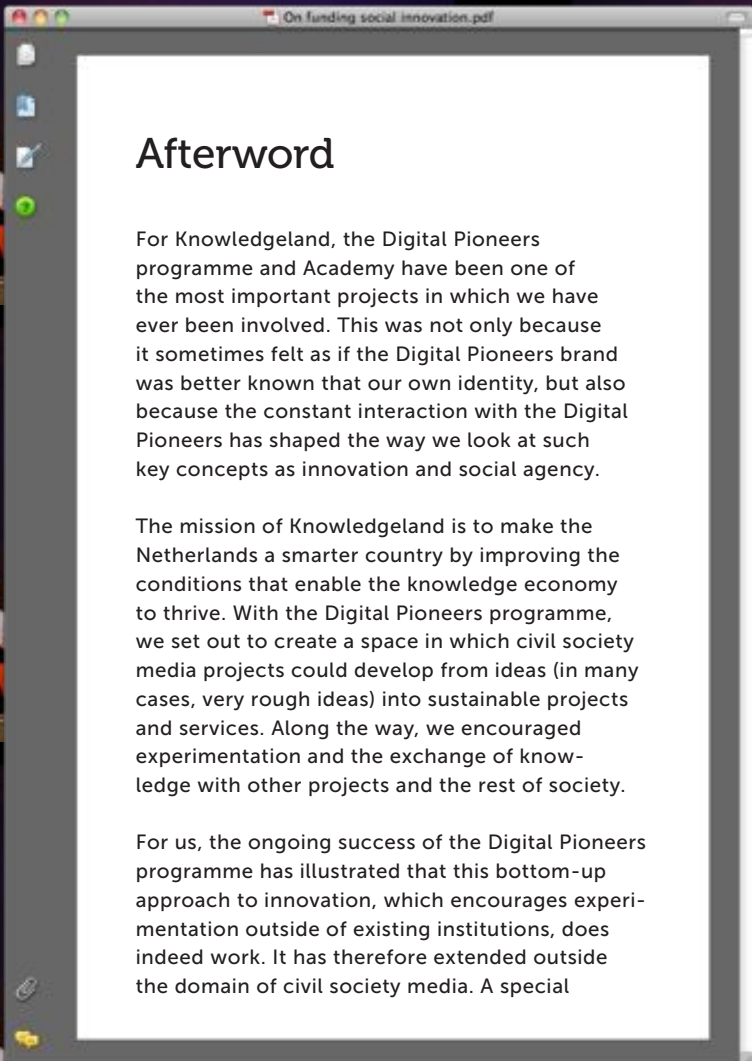 On funding social innovation.pdf
Afterword
For Knowledgeland, the Digital Pioneers
programme and Academy have been one of
the most important projects in which we have
ever been involved. This was not only because
it sometimes felt as if the Digital Pioneers brand
was better known that our own identity, but also
because the constant interaction with the Digital
Pioneers has shaped the way we look at such
key concepts as innovation and social agency.
The mission of Knowledgeland is to make the
Netherlands a smarter country by improving the
conditions that enable the knowledge economy
to thrive. With the Digital Pioneers programme,
we set out to create a space in which civil society
media projects could develop from ideas (in many
cases, very rough ideas) into sustainable projects
and services. Along the way, we encouraged
experimentation and the exchange of know-
ledge with other projects and the rest of society.
For us, the ongoing success of the Digital Pioneers
programme has illustrated that this bottom-up
approach to innovation, which encourages experi-
mentation outside of existing institutions, does
indeed work. It has therefore extended outside
the domain of civil society media. A special